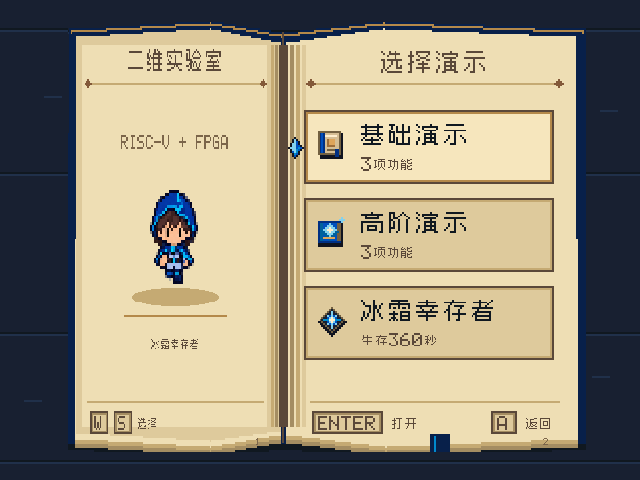 二维实验室
RISC-V + FPGA
冰霜幸存者
W S 选择
1
选择演示
基础演示
3项功能
高阶演示
3项功能
冰霜幸存者
生存360秒
ENTER 打开
A 返回
2